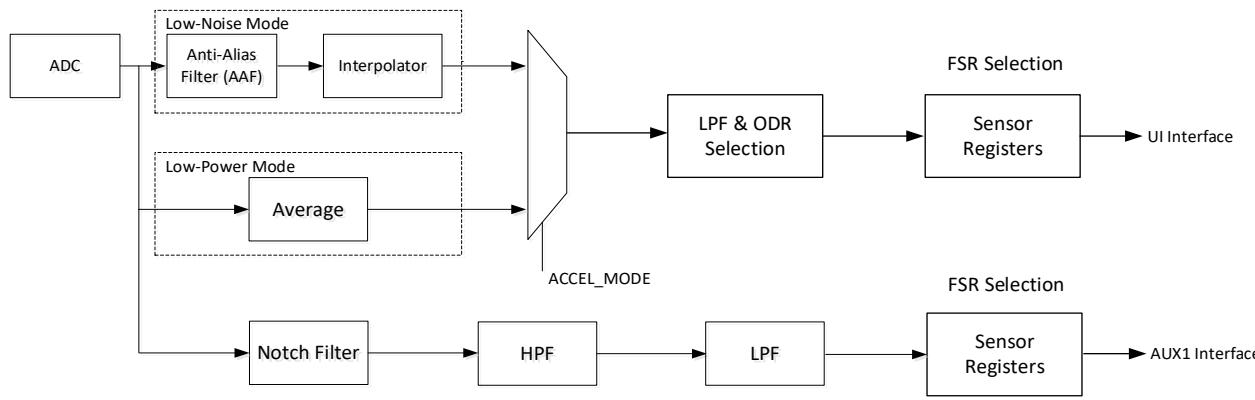 Low-Noise Mode
ADC
Anti-Alias
Filter (AAF)
Interpolator
FSR Selection
LPF & ODR
Selection
Sensor
Registers
UI Interface
Low-Power Mode
Average
ACCEL_MODE
FSR Selection
Notch Filter
HPF
LPF
Sensor
Registers
AUX1 Interface